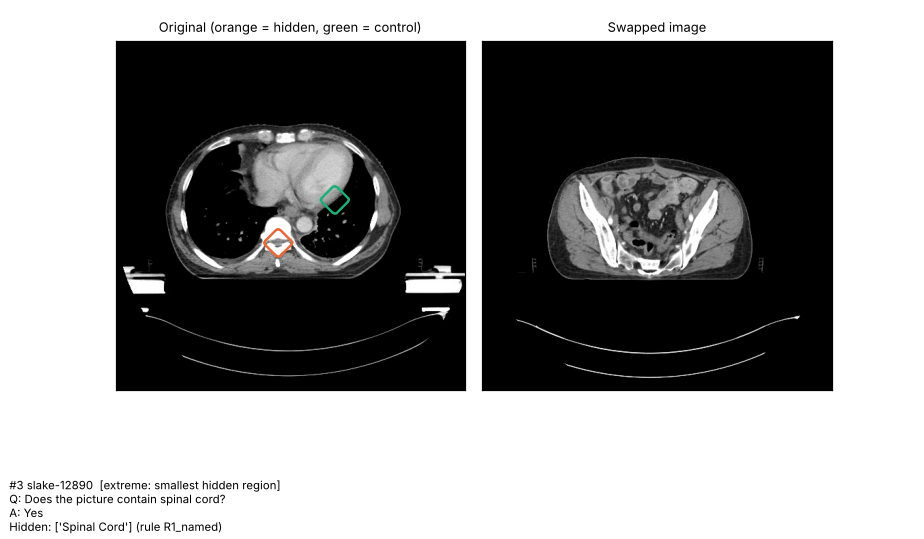 Original (orange = hidden, green = control)
Swapped image
#3 slake-12890  [extreme: smallest hidden region]
Q: Does the picture contain spinal cord?
A: Yes
Hidden: ['Spinal Cord'] (rule R1_named)